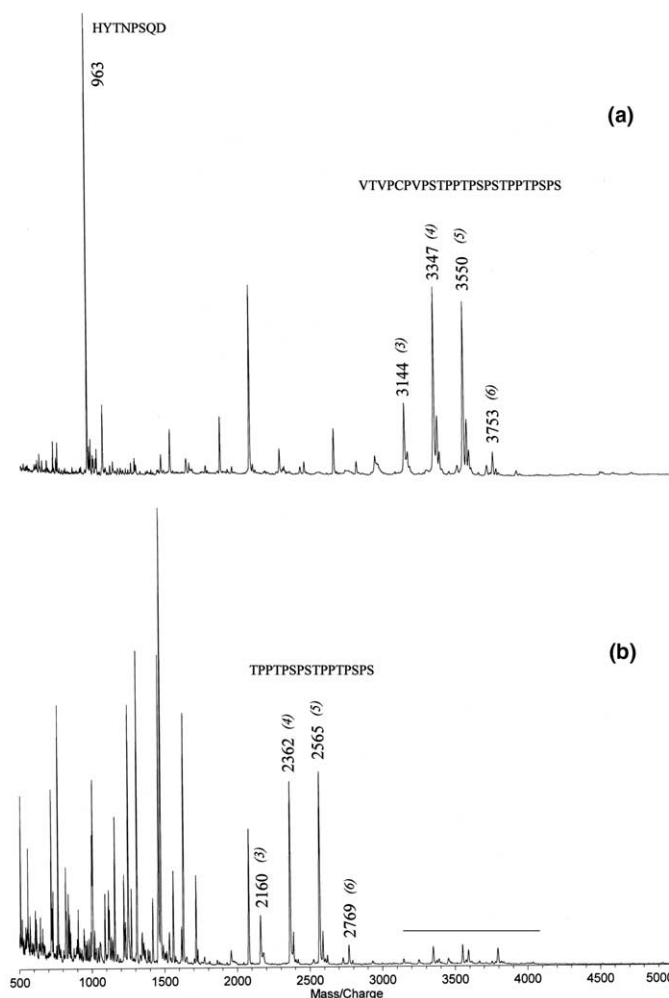 HYTNPSQD
963
(a)
VTVPCPVPSTPPTPSPSTPPTPSPS
3144 (3)
3347 (4)
3550 (5)
3753 (6)
(b)
TPPTPSPSTPPTPSPS
2160 (3)
2362 (4)
2565 (5)
2769 (6)
500 1000 1500 2000 2500 3000 3500 4000 4500 5000
Mass/Charge